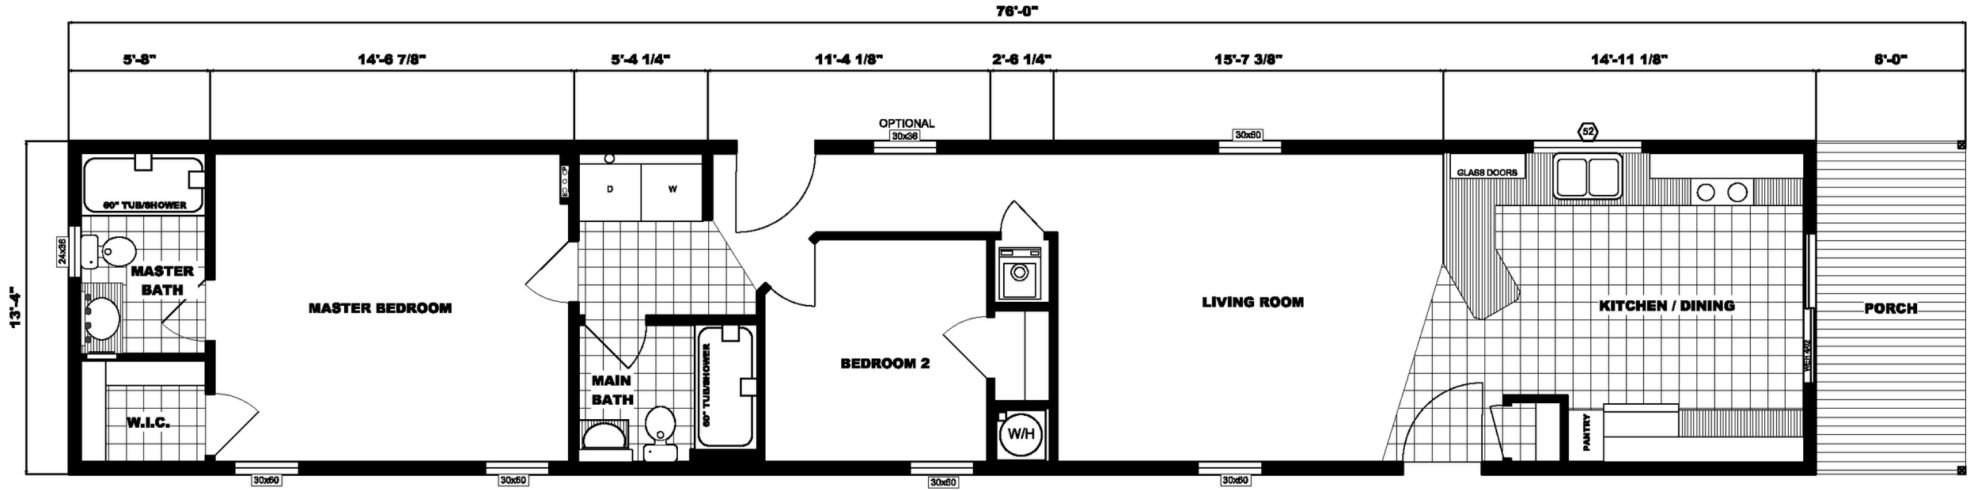 76'-0"
5'-8" 14'-6 7/8" 5'-4 1/4" 11'-4 1/8" 2'-6 1/4" 15'-7 3/8" 14'-11 1/8" 6'-0"
OPTIONAL
30x36
30x60
52
GLASS DOORS
D W
60" TUB/SHOWER
24x36
MASTER
BATH
13'-4"
MASTER BEDROOM
LIVING ROOM
KITCHEN / DINING
PORCH
BEDROOM 2
60" TUB/SHOWER
MAIN
BATH
W.I.C.
W/H
PANTRY
30x60
30x60
30x60
30x60